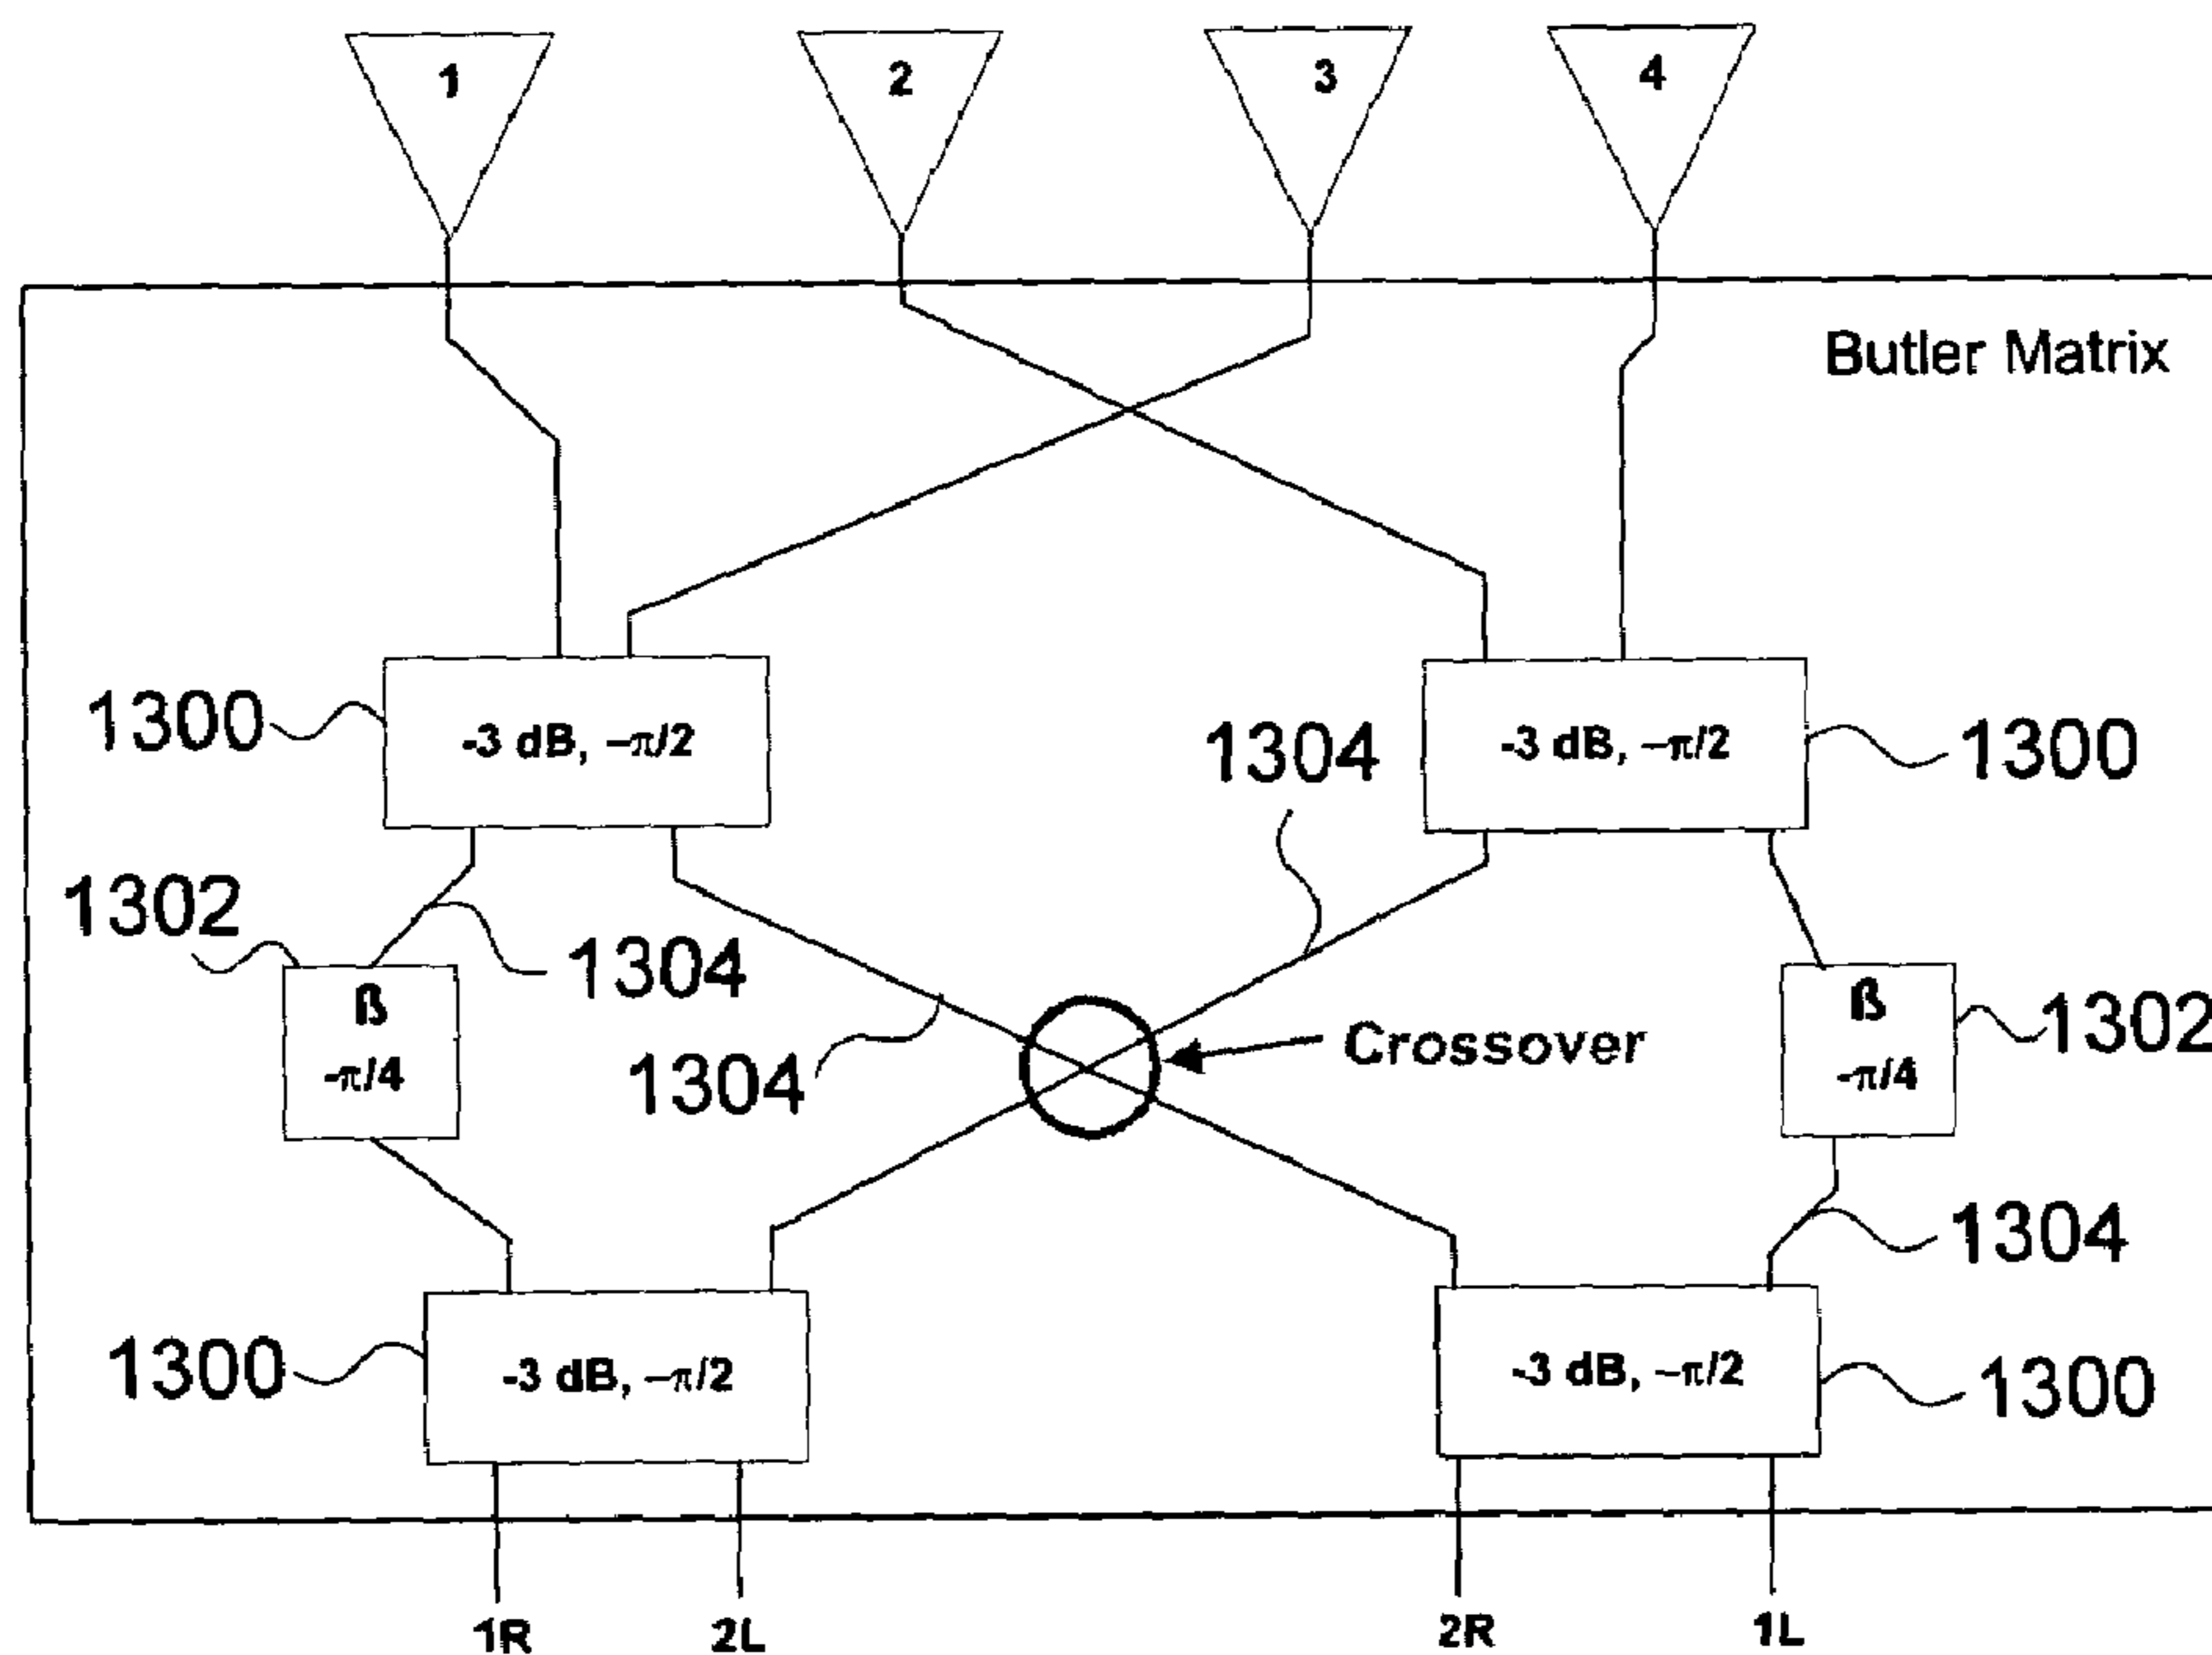 1
2
3
4
Butler Matrix
1300
-3 dB, -π/2
1304
-3 dB, -π/2
1300
1302
1304
ß
-π/4
1304
Crossover
ß
-π/4
1302
1304
1300
-3 dB, -π/2
-3 dB, -π/2
1300
1R
2L
2R
1L